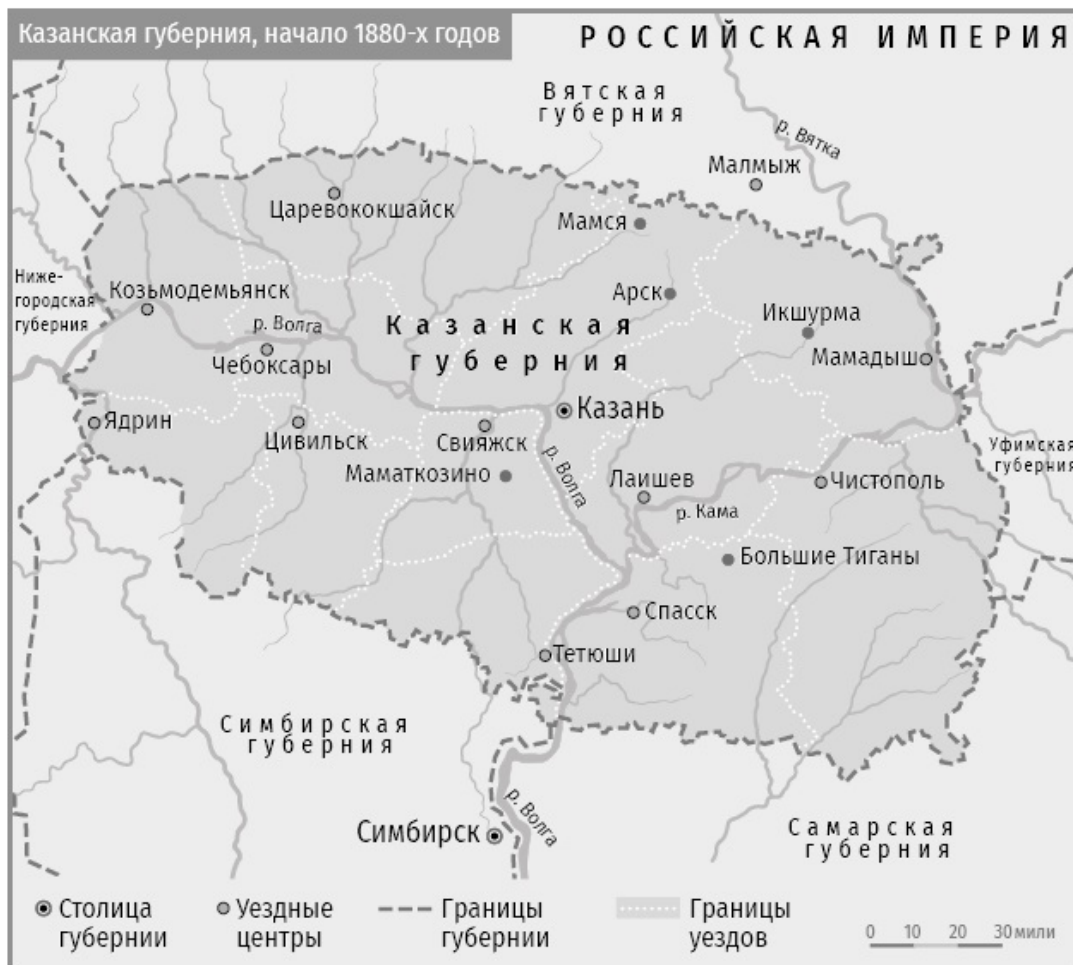 Казанская губерния, начало 1880-х годов
РОССИЙСКАЯ ИМПЕРИЯ
Вятская
губерния
р. Вятка
Малмыж
Царевококшайск
Мамся
Ниже-
городская
губерния
Козьмодемьянск
Арск
Икшурма
р. Волга
Казанская
губерния
Чебоксары
Мамадыш
Ядрин
Цивильск
Свияжск
Казань
Уфимская
губерния
Маматкозино
р. Волга
Лаишев
Чистополь
р. Кама
Большие Тиганы
Спасск
Тетюши
Симбирская
губерния
р. Волга
Симбирск
Самарская
губерния
Столица
губернии
Уездные
центры
Границы
губернии
Границы
уездов
0 10 20 30 мили